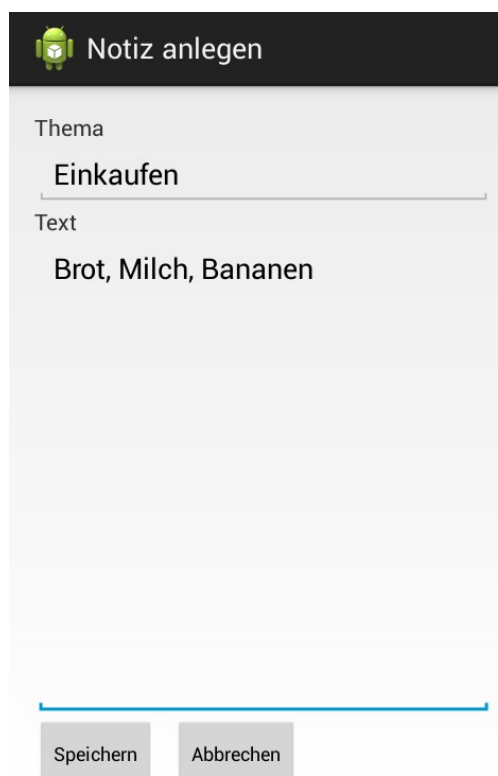 Notiz anlegen
Thema
Einkaufen
Text
Brot, Milch, Bananen
Speichern Abbrechen